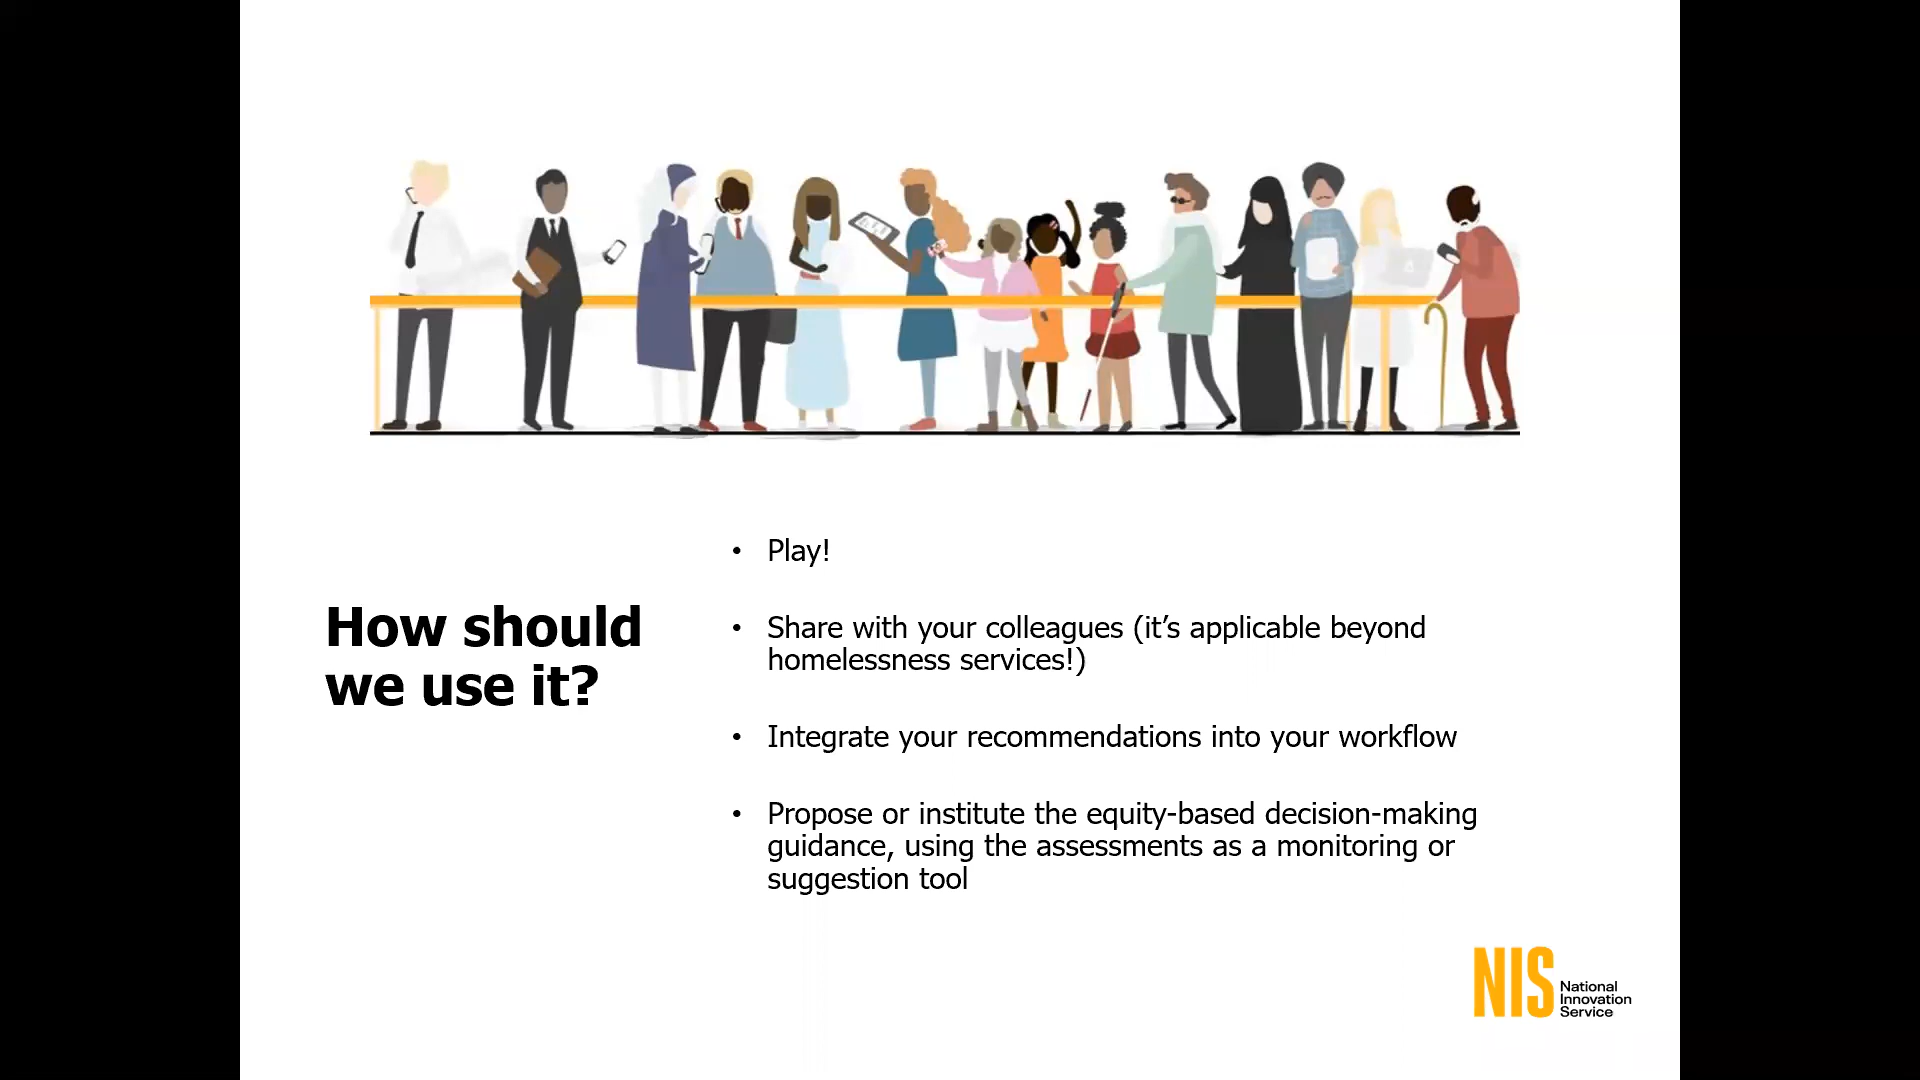 How should
we use it?
• Play!
• Share with your colleagues (it’s applicable beyond
homelessness services!)
• Integrate your recommendations into your workflow
• Propose or institute the equity-based decision-making
guidance, using the assessments as a monitoring or
suggestion tool
NIS
National
Innovation
Service